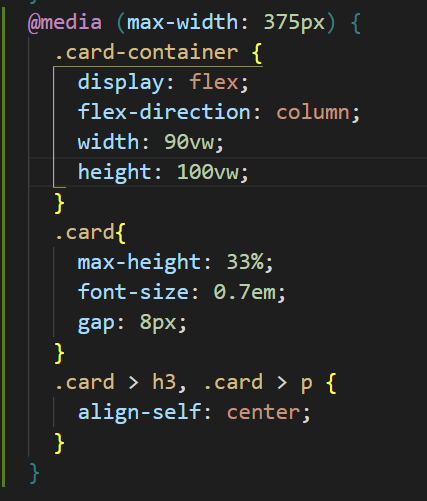 @media (max-width: 375px) {
.card-container {
display: flex;
flex-direction: column;
width: 90vw;
height: 100vw;
}
.card{
max-height: 33%;
font-size: 0.7em;
gap: 8px;
}
.card > h3, .card > p {
align-self: center;
}
}